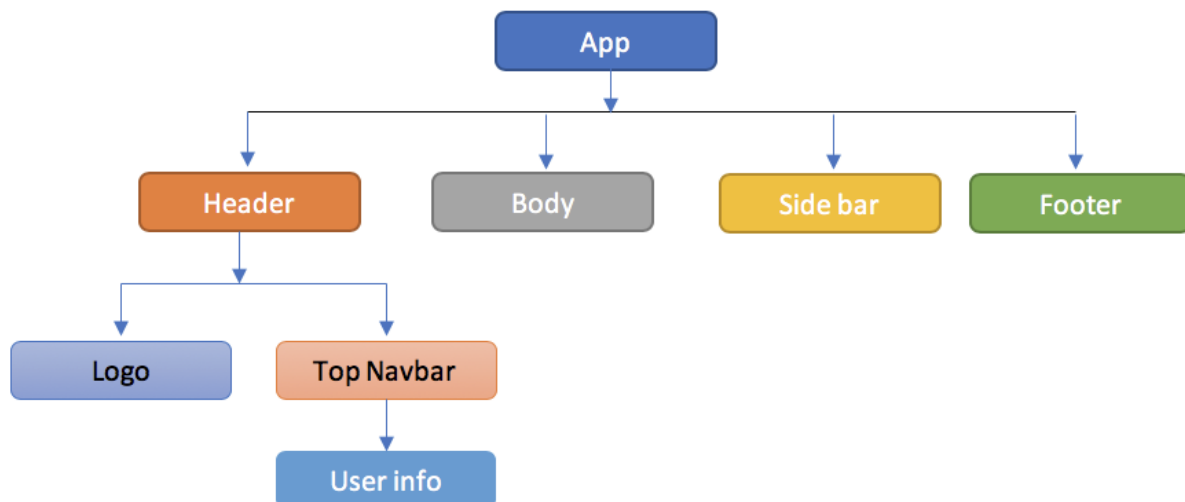 App
Header
Body
Side bar
Footer
Logo
Top Navbar
User info